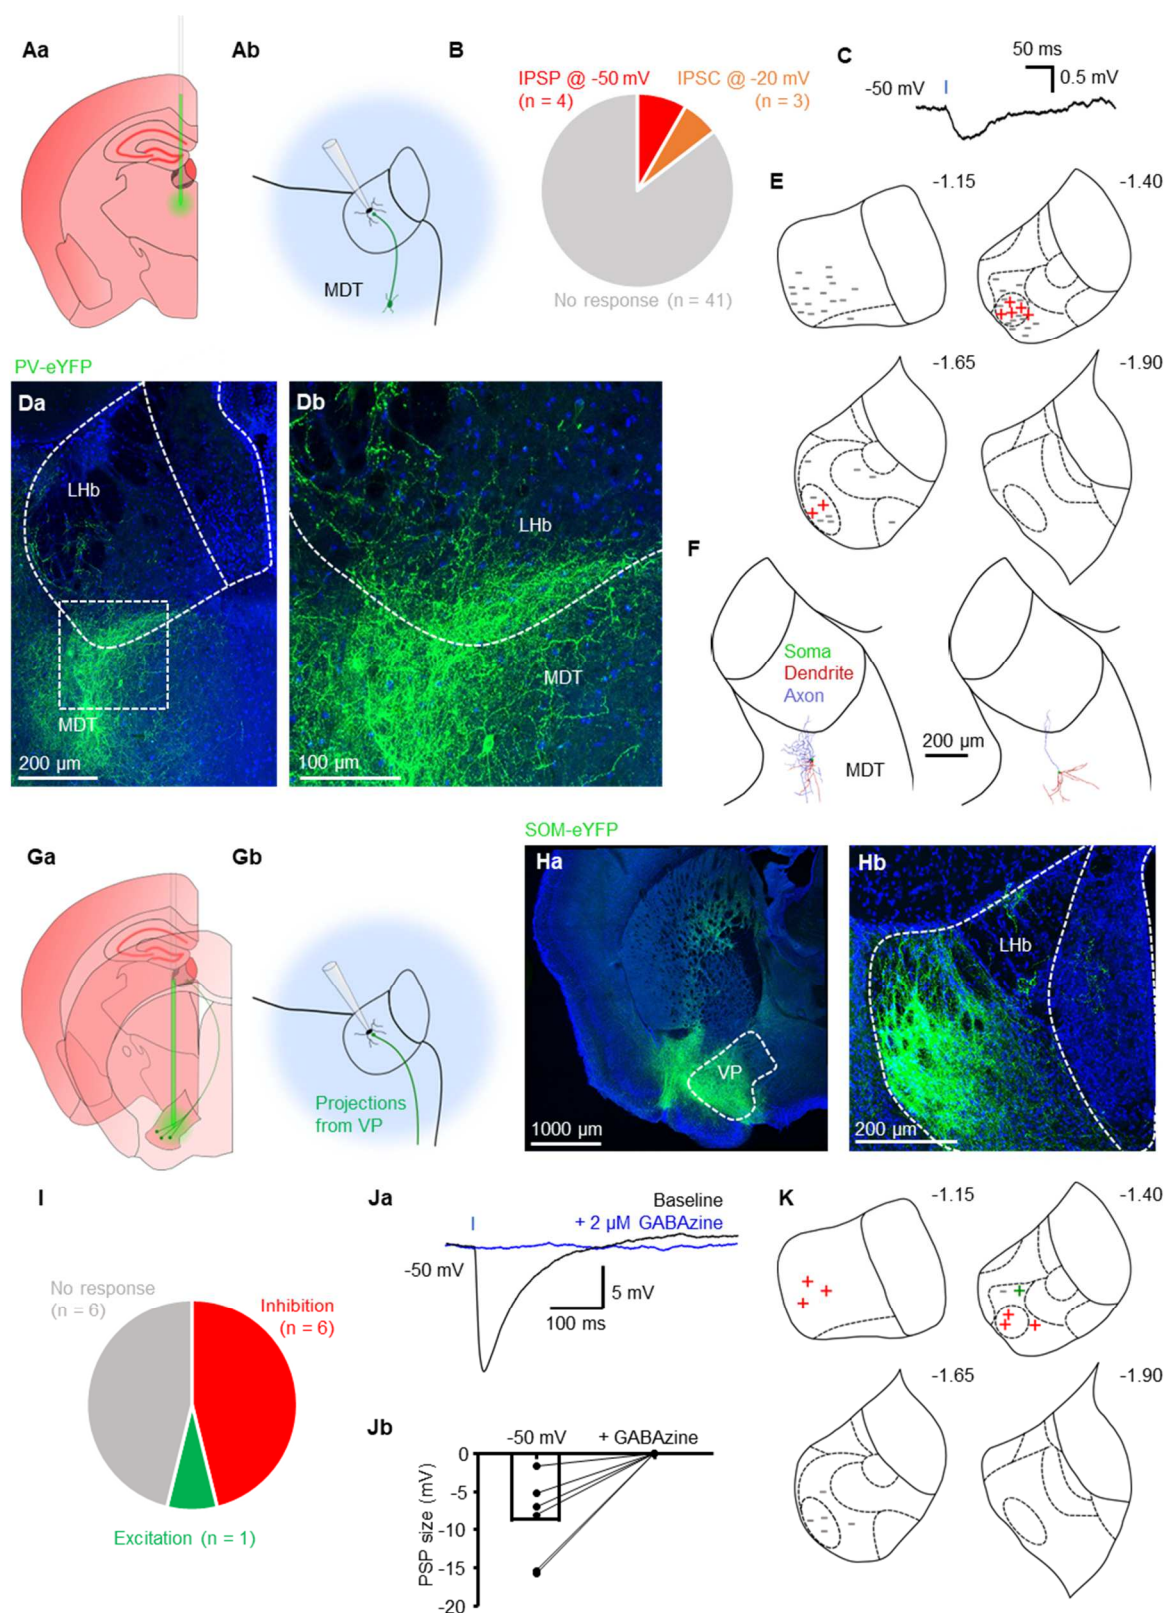 Aa
Ab
B
IPSP @ -50 mV
(n = 4)
IPSC @ -20 mV
(n = 3)
No response (n = 41)
C
50 ms
0.5 mV
-50 mV
MDT
E
-1.15
-1.40
-1.65
-1.90
PV-eYFP
Da
LHb
MDT
200 µm
Db
LHb
MDT
100 µm
F
Soma
Dendrite
Axon
200 µm
MDT
Ga
Gb
Projections
from VP
SOM-eYFP
Ha
VP
1000 µm
Hb
LHb
200 µm
I
No response
(n = 6)
Inhibition
(n = 6)
Excitation (n = 1)
Ja
Baseline
+ 2 µM GABAzine
-50 mV
5 mV
100 ms
Jb
-50 mV
+ GABAzine
PSP size (mV)
0
-5
-10
-15
-20
K
-1.15
-1.40
-1.65
-1.90